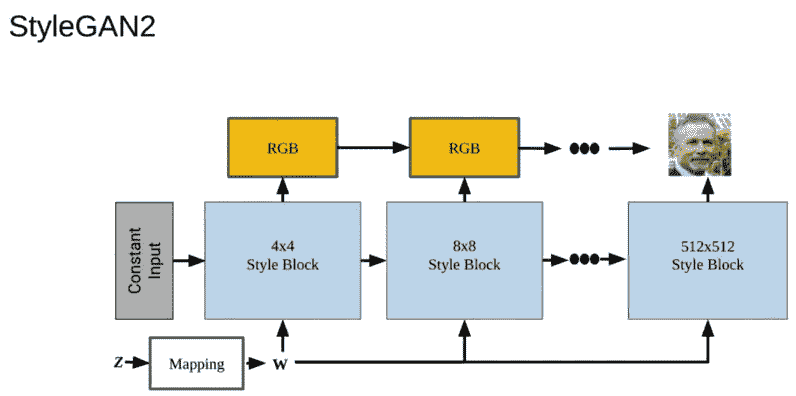 StyleGAN2
RGB
RGB
Constant
Input
4x4
Style Block
8x8
Style Block
512x512
Style Block
Z
Mapping
W